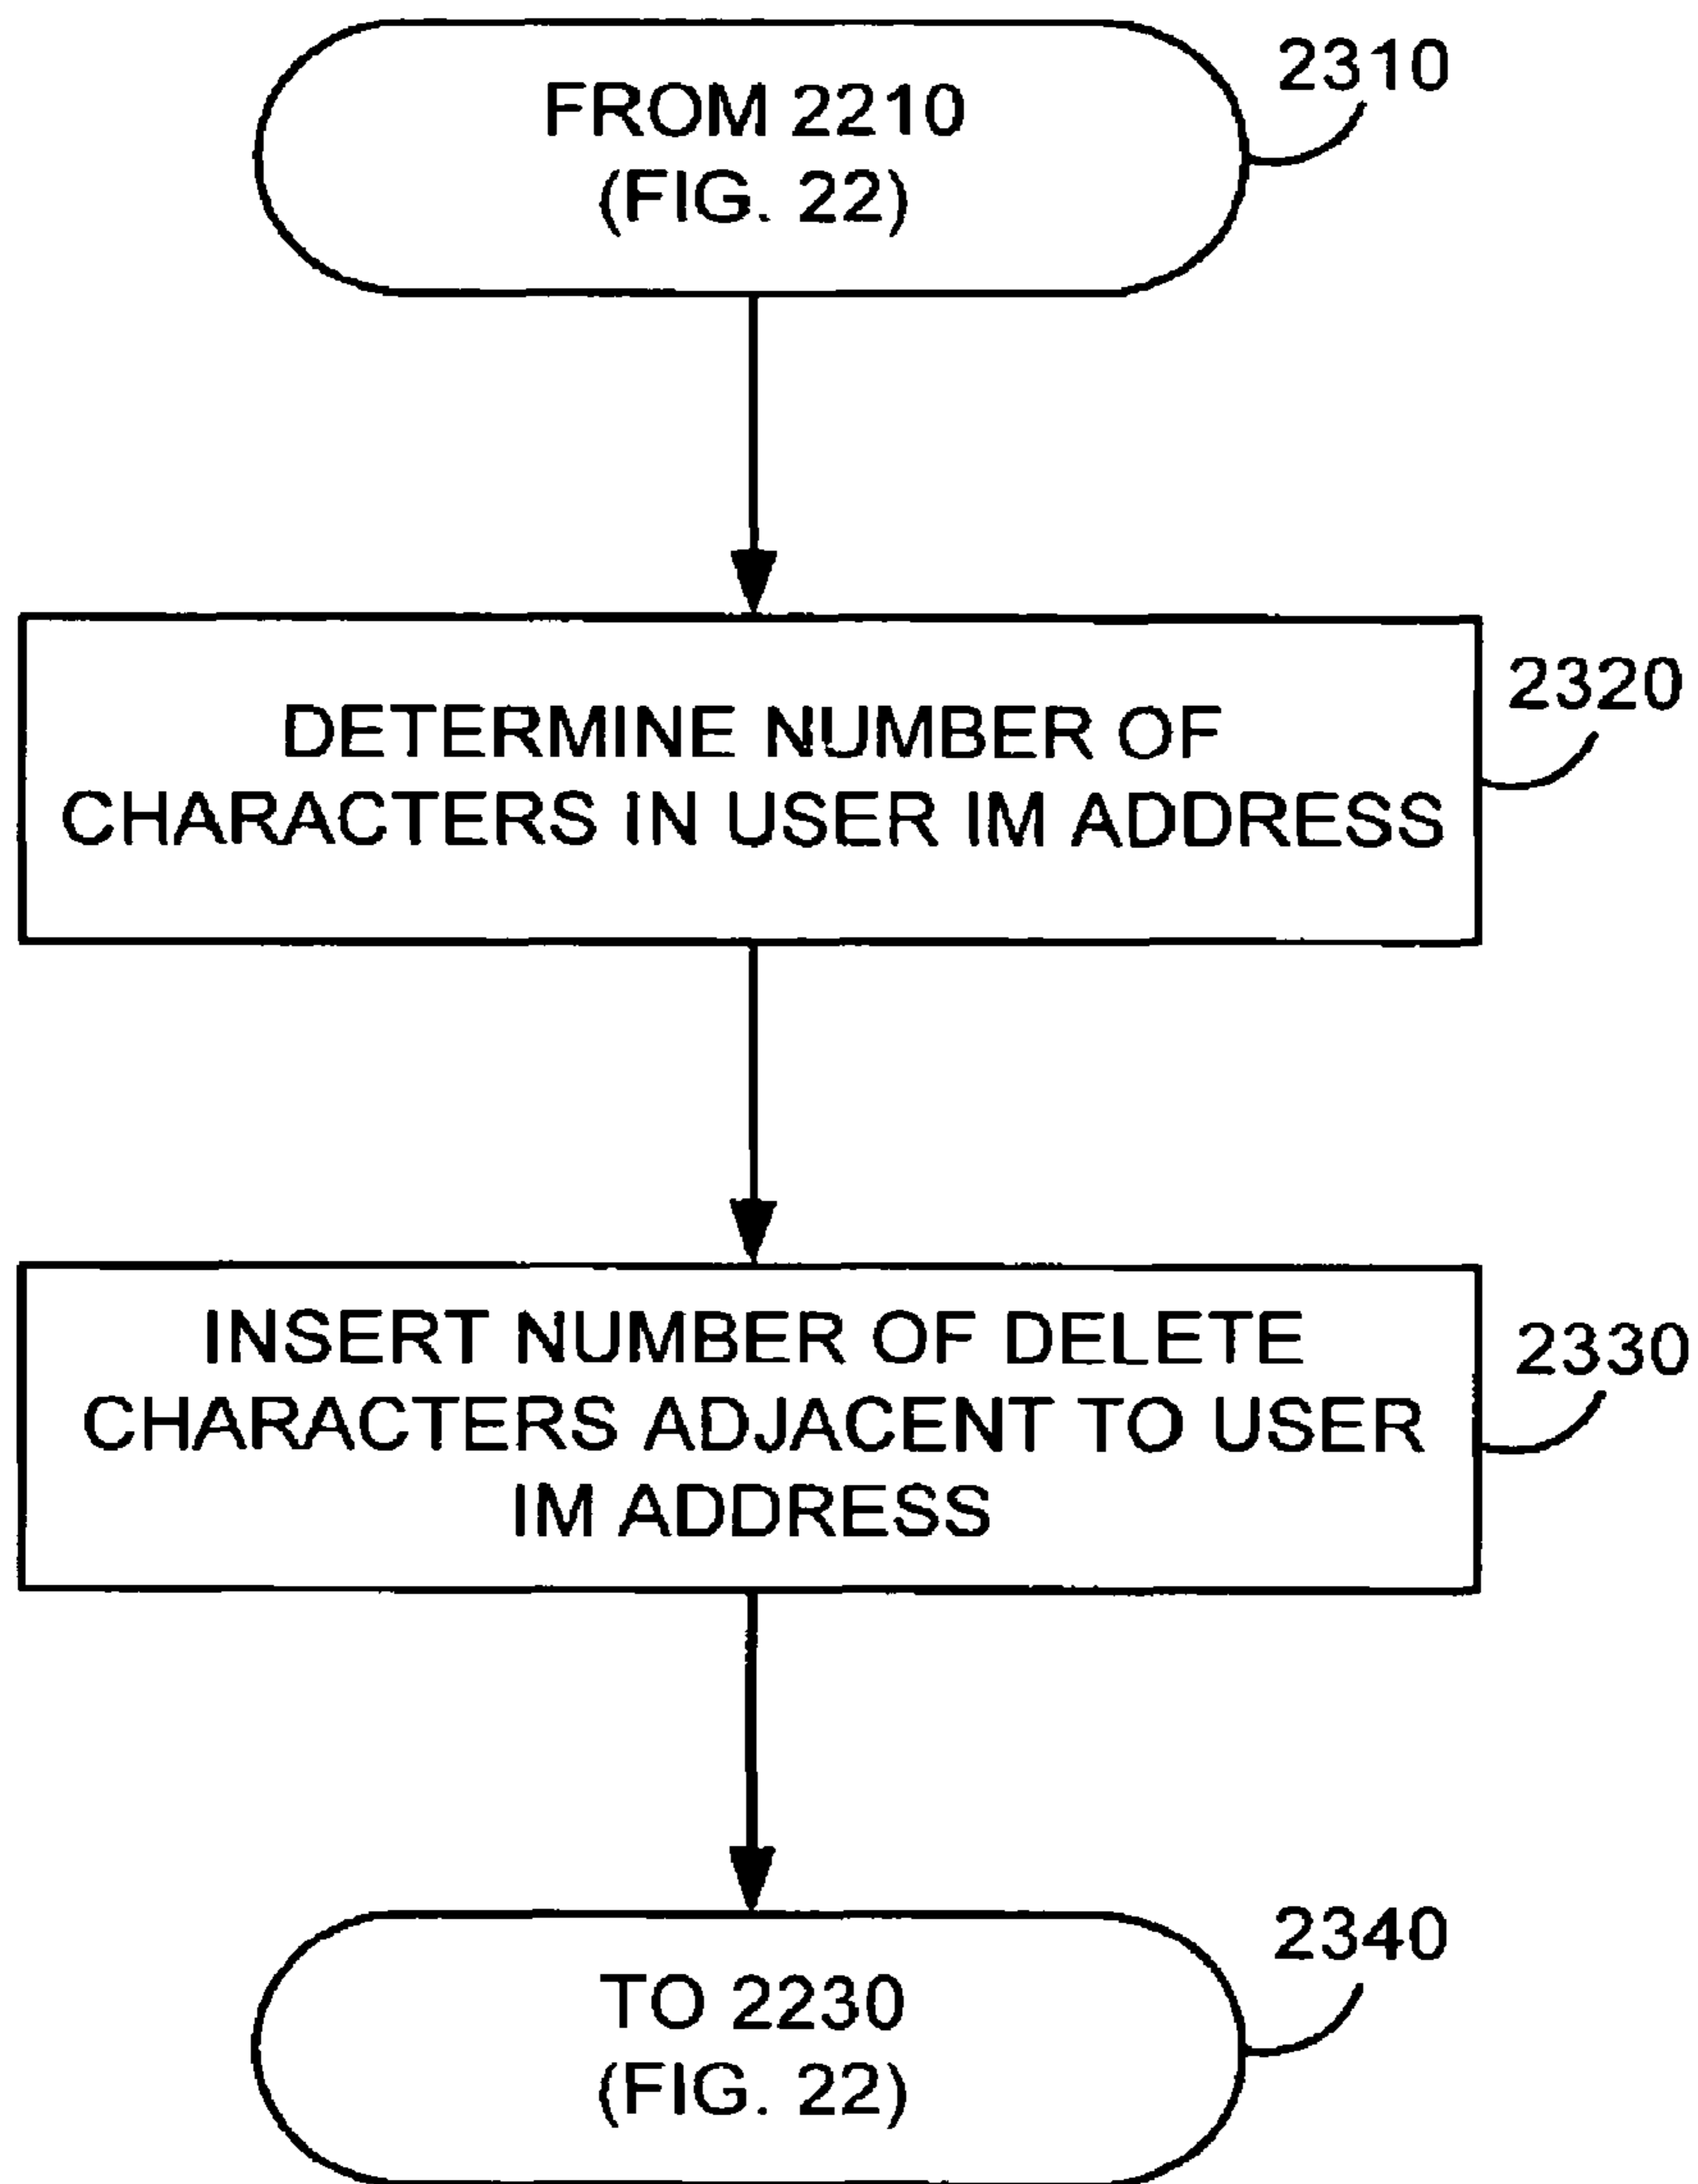 FROM 2210
(FIG. 22)
2310
DETERMINE NUMBER OF
CHARACTERS IN USER IM ADDRESS
2320
INSERT NUMBER OF DELETE
CHARACTERS ADJACENT TO USER
IM ADDRESS
2330
TO 2230
(FIG. 22)
2340